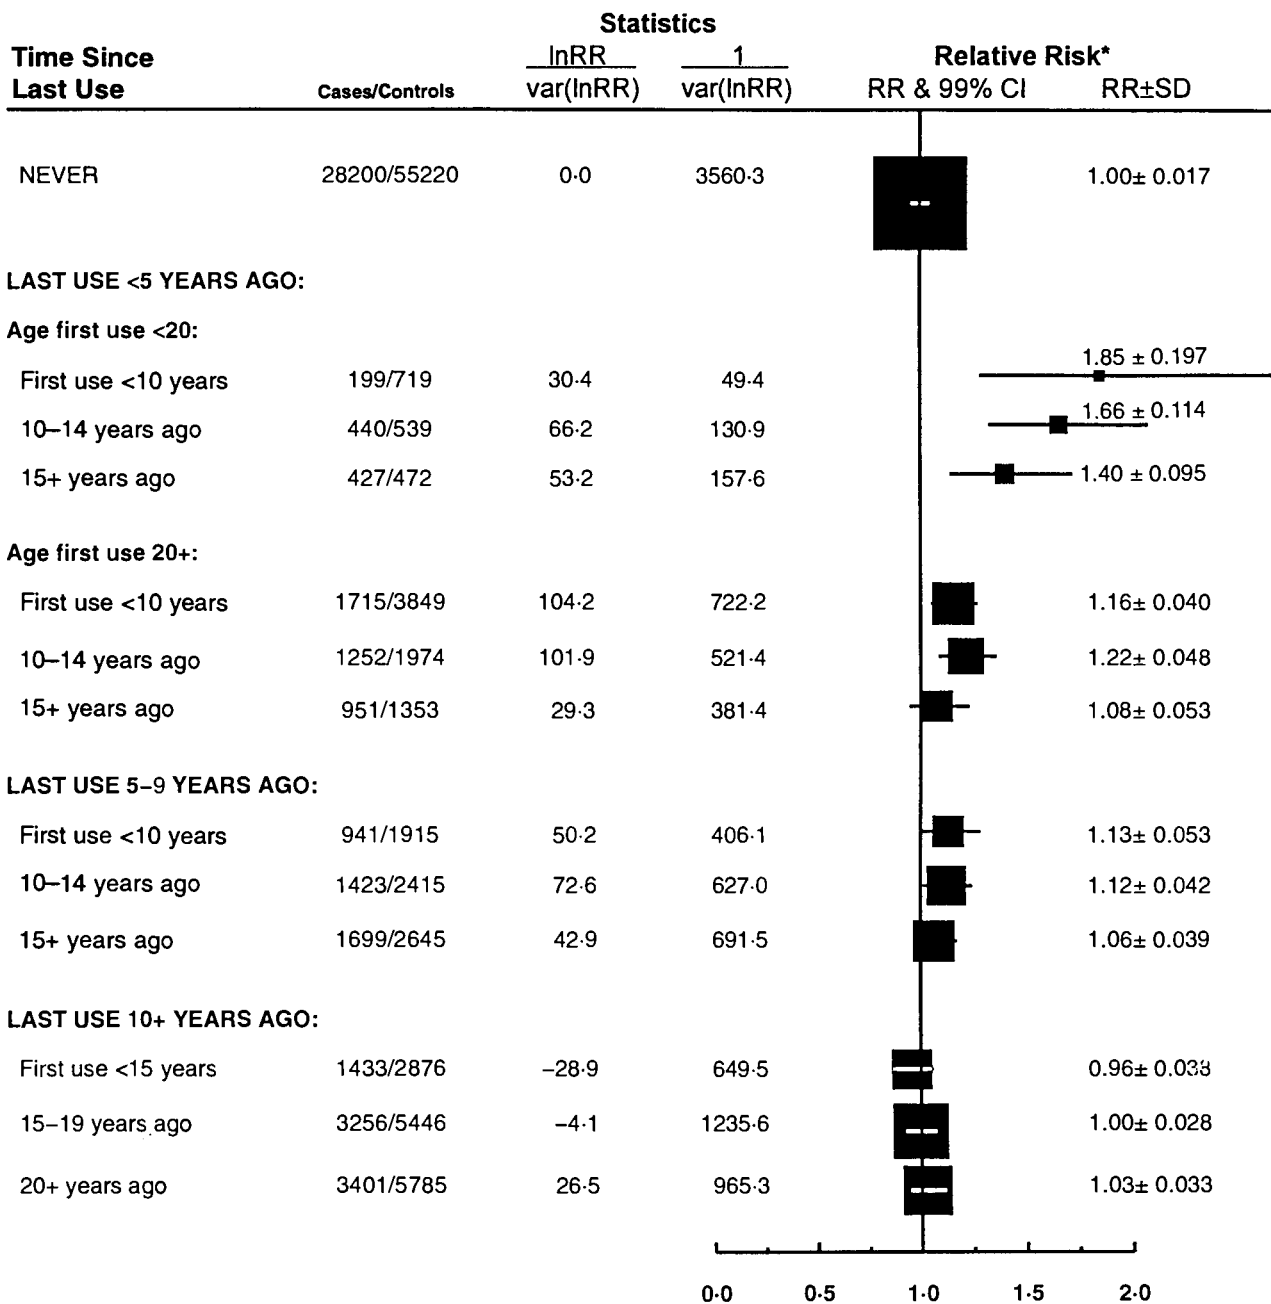 Statistics
Time Since lnRR 1 Relative Risk*
Last Use Cases/Controls var(lnRR) var(lnRR) RR & 99% CI RR±SD
NEVER 28200/55220 0·0 3560·3 1.00± 0.017
LAST USE <5 YEARS AGO:
Age first use <20:
First use <10 years 199/719 30·4 49·4 1.85 ± 0.197
10–14 years ago 440/539 66·2 130·9 1.66 ± 0.114
15+ years ago 427/472 53·2 157·6 1.40 ± 0.095
Age first use 20+:
First use <10 years 1715/3849 104·2 722·2 1.16± 0.040
10–14 years ago 1252/1974 101·9 521·4 1.22± 0.048
15+ years ago 951/1353 29·3 381·4 1.08± 0.053
LAST USE 5–9 YEARS AGO:
First use <10 years 941/1915 50·2 406·1 1.13± 0.053
10–14 years ago 1423/2415 72·6 627·0 1.12± 0.042
15+ years ago 1699/2645 42·9 691·5 1.06± 0.039
LAST USE 10+ YEARS AGO:
First use <15 years 1433/2876 –28·9 649·5 0.96± 0.038
15–19 years ago 3256/5446 –4·1 1235·6 1.00± 0.028
20+ years ago 3401/5785 26·5 965·3 1.03± 0.033
0·0 0·5 1·0 1·5 2·0